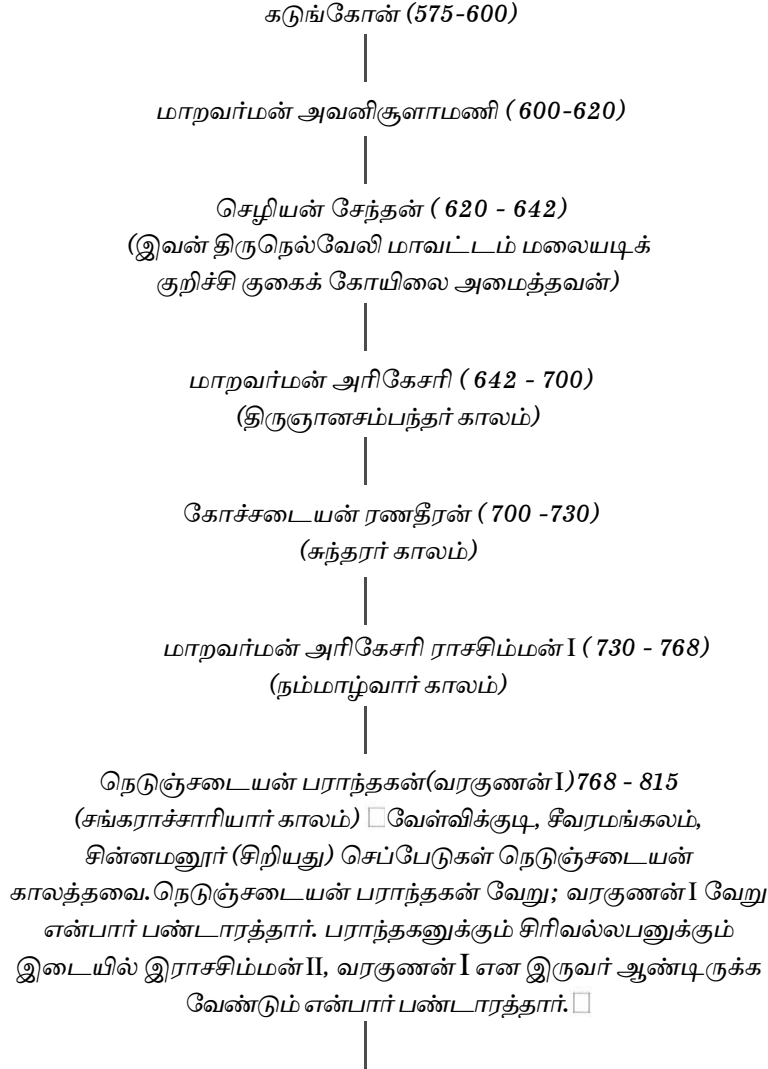 கடுங்கோன் (575-600)
மாறவர்மன் அவனிசூளாமணி ( 600-620)
செழியன் சேந்தன் ( 620 - 642)
(இவன் திருநெல்வேலி மாவட்டம் மலையடிக்
குறிச்சி குகைக் கோயிலை அமைத்தவன்)
மாறவர்மன் அரிகேசரி ( 642 - 700)
(திருஞானசம்பந்தர் காலம்)
கோச்சடையன் ரணதீரன் ( 700 -730)
(சுந்தரர் காலம்)
மாறவர்மன் அரிகேசரி ராசசிம்மன் I ( 730 - 768)
(நம்மாழ்வார் காலம்)
நெடுஞ்சடையன் பராந்தகன்(வரகுணன் I)768 - 815
(சங்கராச்சாரியார் காலம்) வேள்விக்குடி, சீவரமங்கலம்,
சின்னமனூர் (சிறியது) செப்பேடுகள் நெடுஞ்சடையன்
காலத்தவை.நெடுஞ்சடையன் பராந்தகன் வேறு; வரகுணன் I வேறு
என்பார் பண்டாரத்தார். பராந்தகனுக்கும் சிரிவல்லபனுக்கும்
இடையில் இராசசிம்மன் II, வரகுணன் I என இருவர் ஆண்டிருக்க
வேண்டும் என்பார் பண்டாரத்தார்.